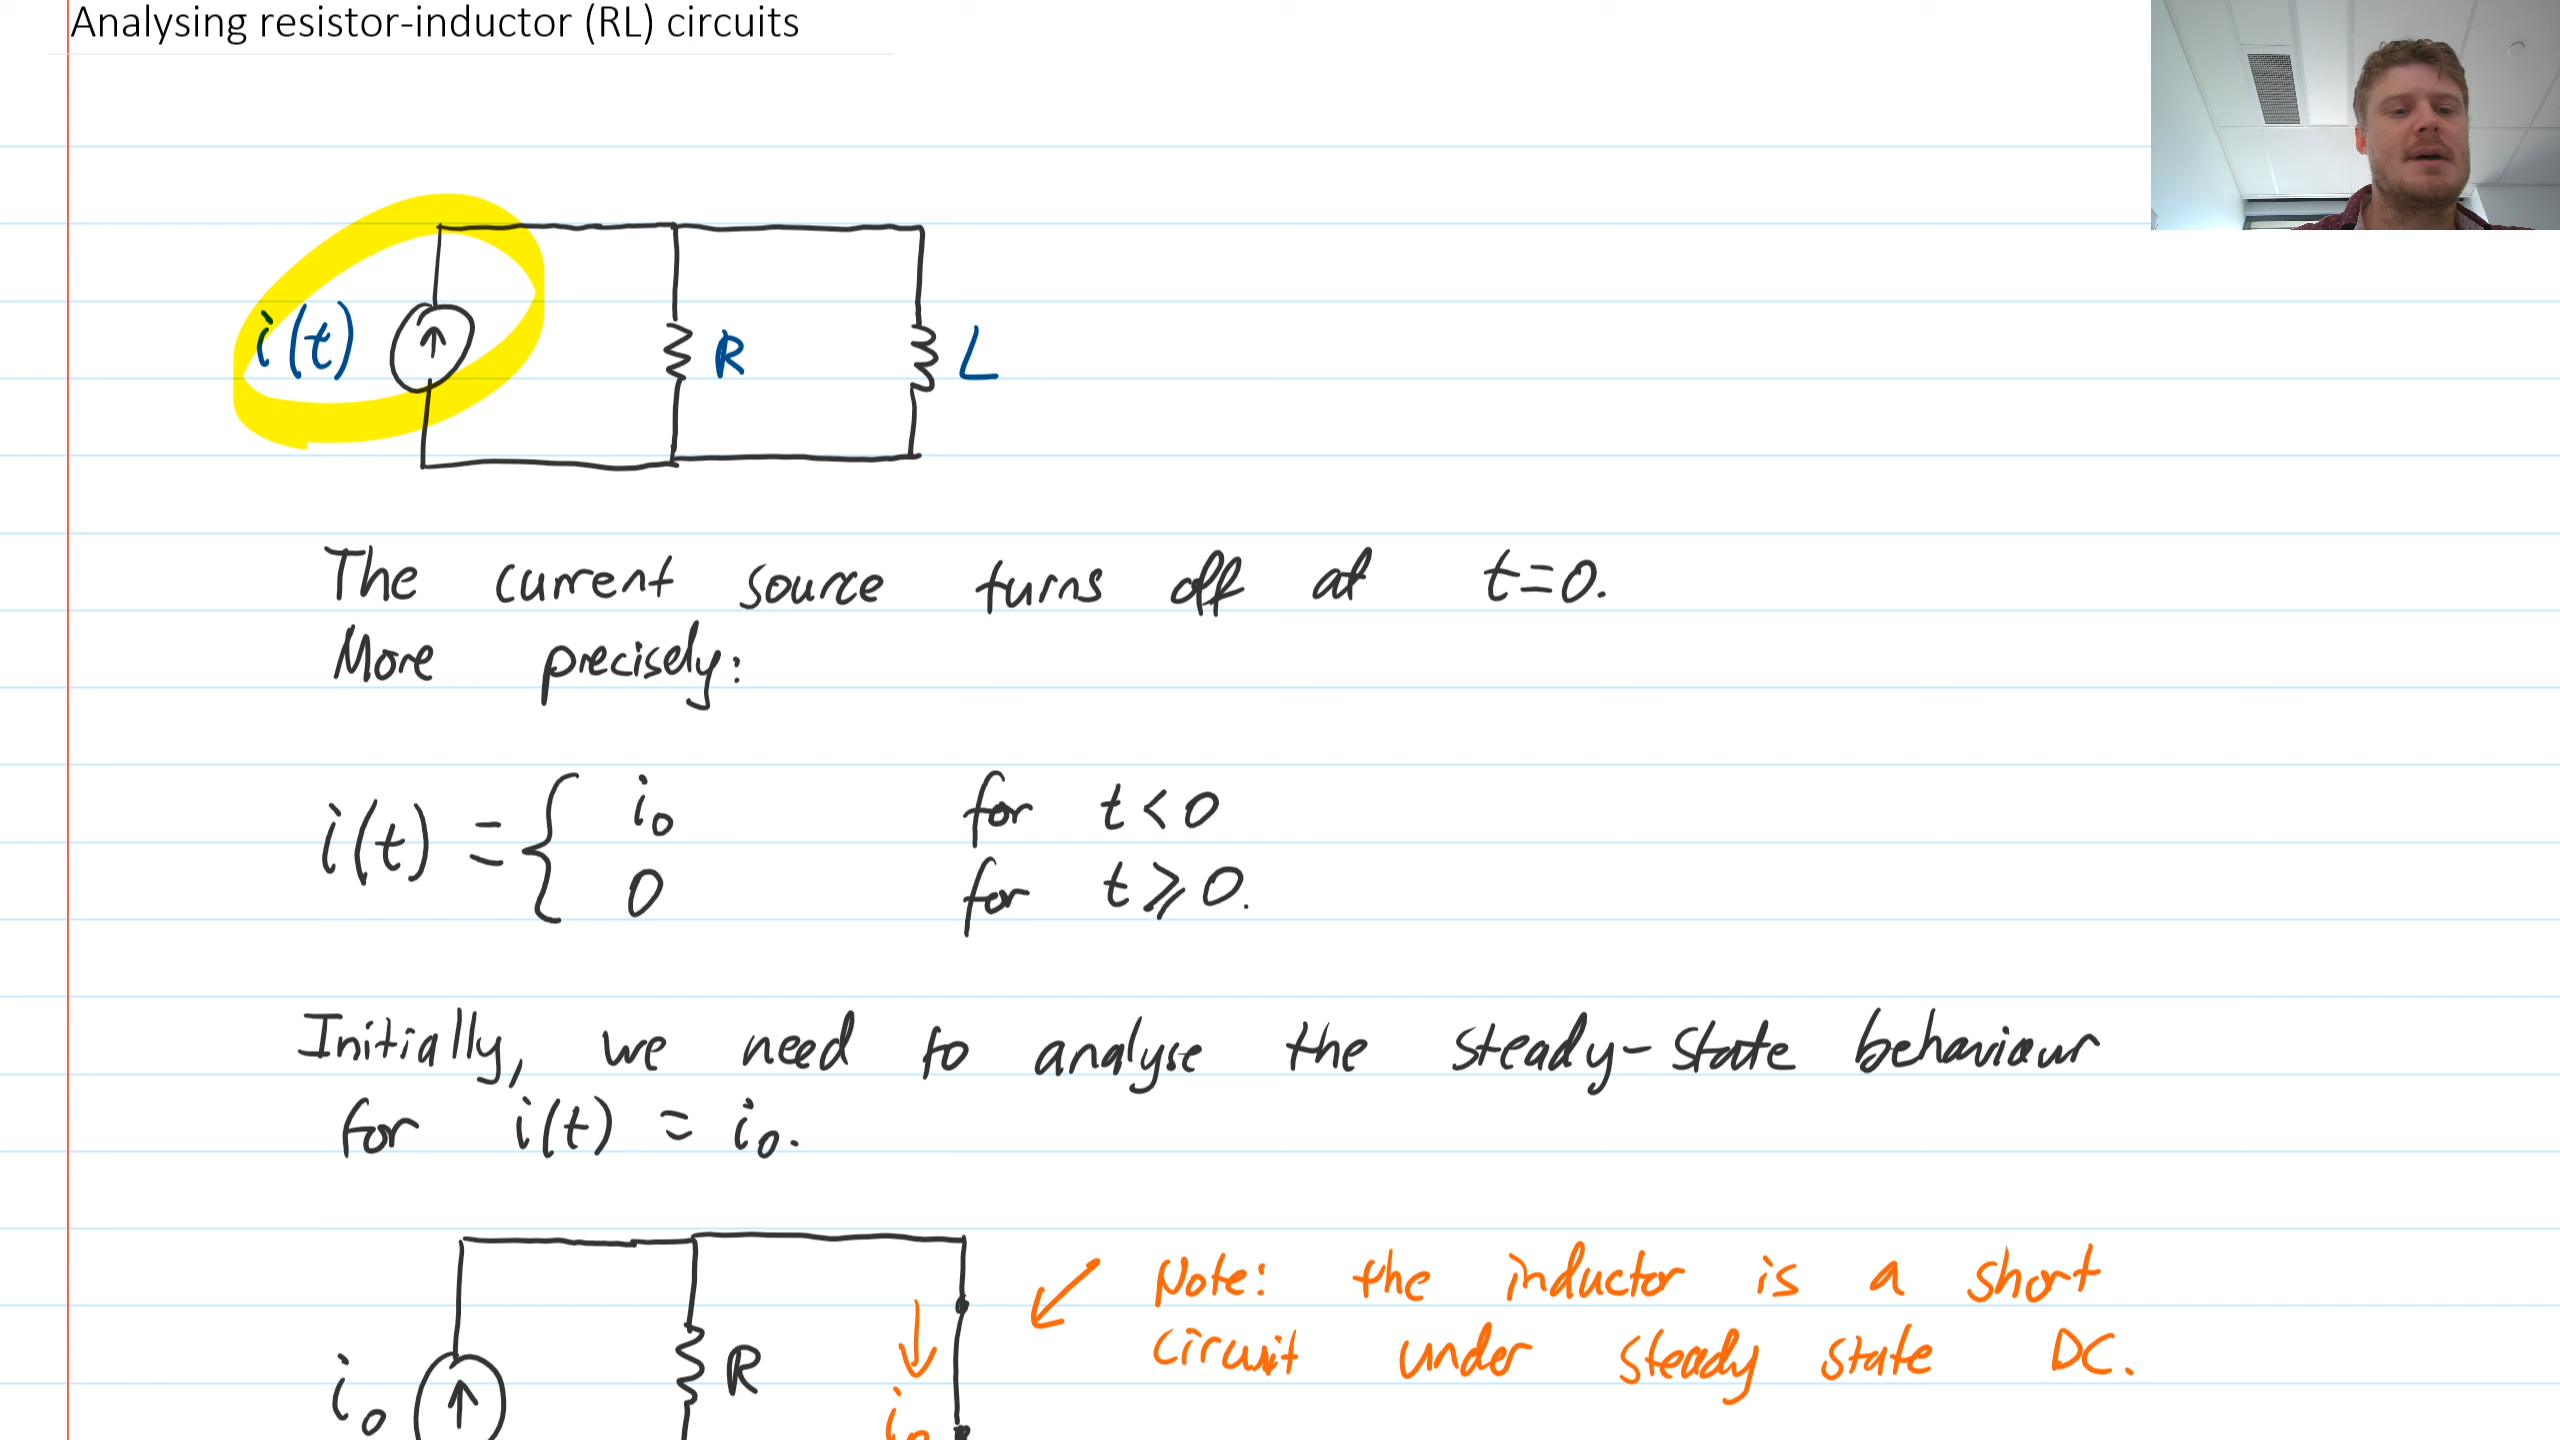 Analysing resistor-inductor (RL) circuits
i(t) R L
The current source turns off at t=0.
More precisely:
i(t) = { i₀ for t<0
0 for t⩾0.
Initially, we need to analyse the steady-state behaviour
for i(t) = i₀.
Note: the inductor is a short
circuit under steady state DC.
i₀ R i₀